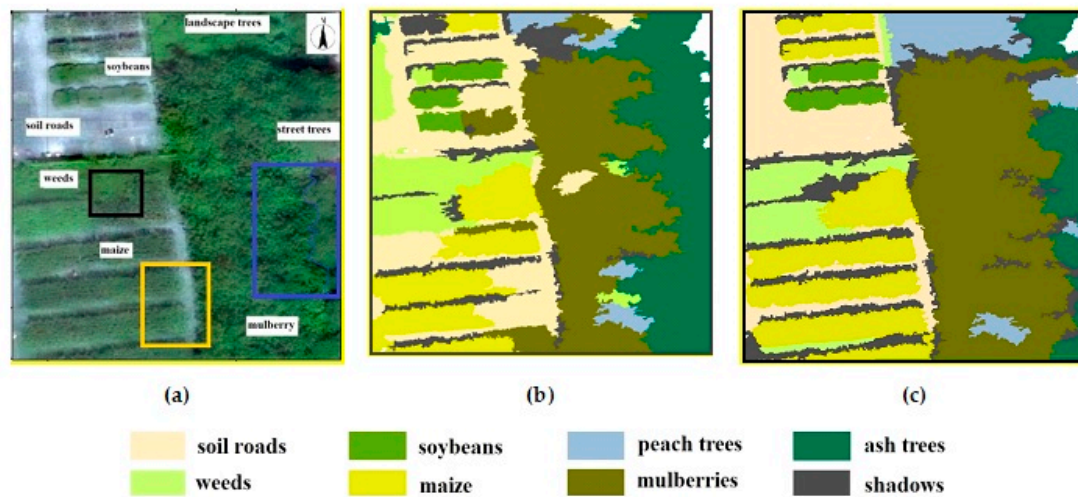 landscape trees
N
soybeans
soil roads
street trees
weeds
maize
mulberry
(a)
(b)
(c)
soil roads
soybeans
peach trees
ash trees
weeds
maize
mulberries
shadows